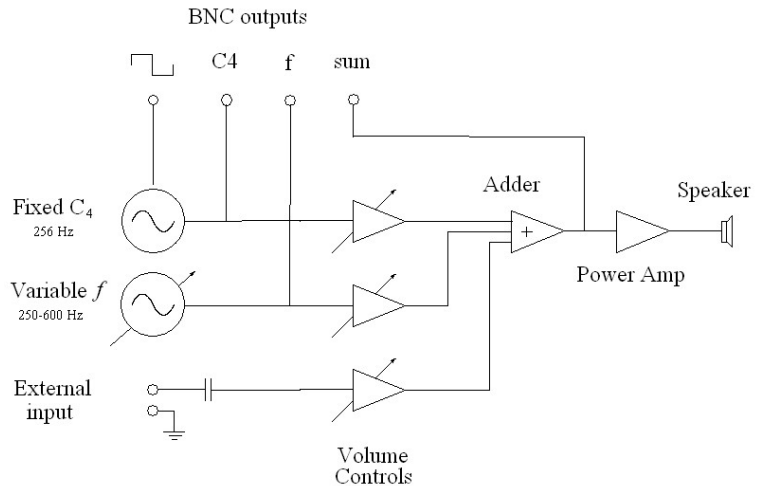 BNC outputs
C4 f sum
Adder
Speaker
Fixed C4
256 Hz
+
Power Amp
Variable f
250-600 Hz
External
input
Volume
Controls